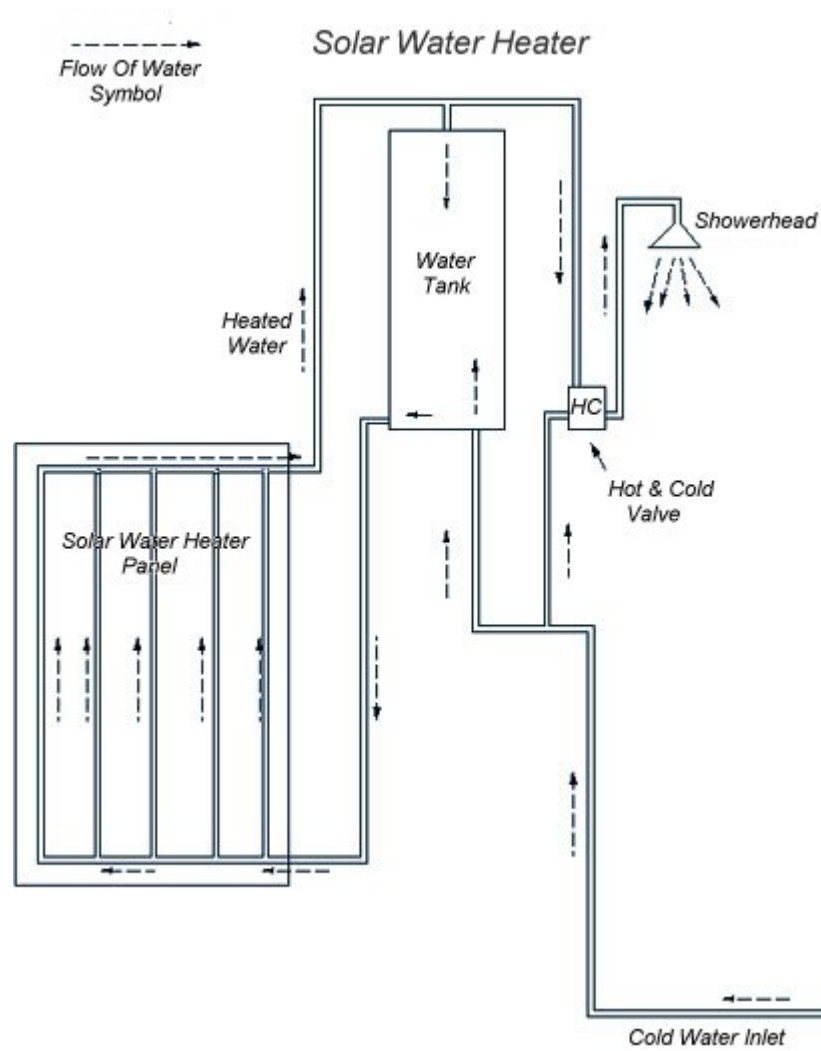 Solar Water Heater
Flow Of Water
Symbol
Showerhead
Water
Tank
Heated
Water
HC
Hot & Cold
Valve
Solar Water Heater
Panel
Cold Water Inlet